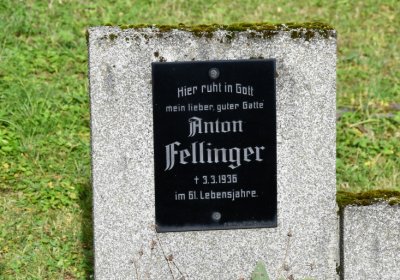 Hier ruht in Gott
mein lieber, guter Gatte
Anton
Fellinger
† 3.3.1936
im 61. Lebensjahre.